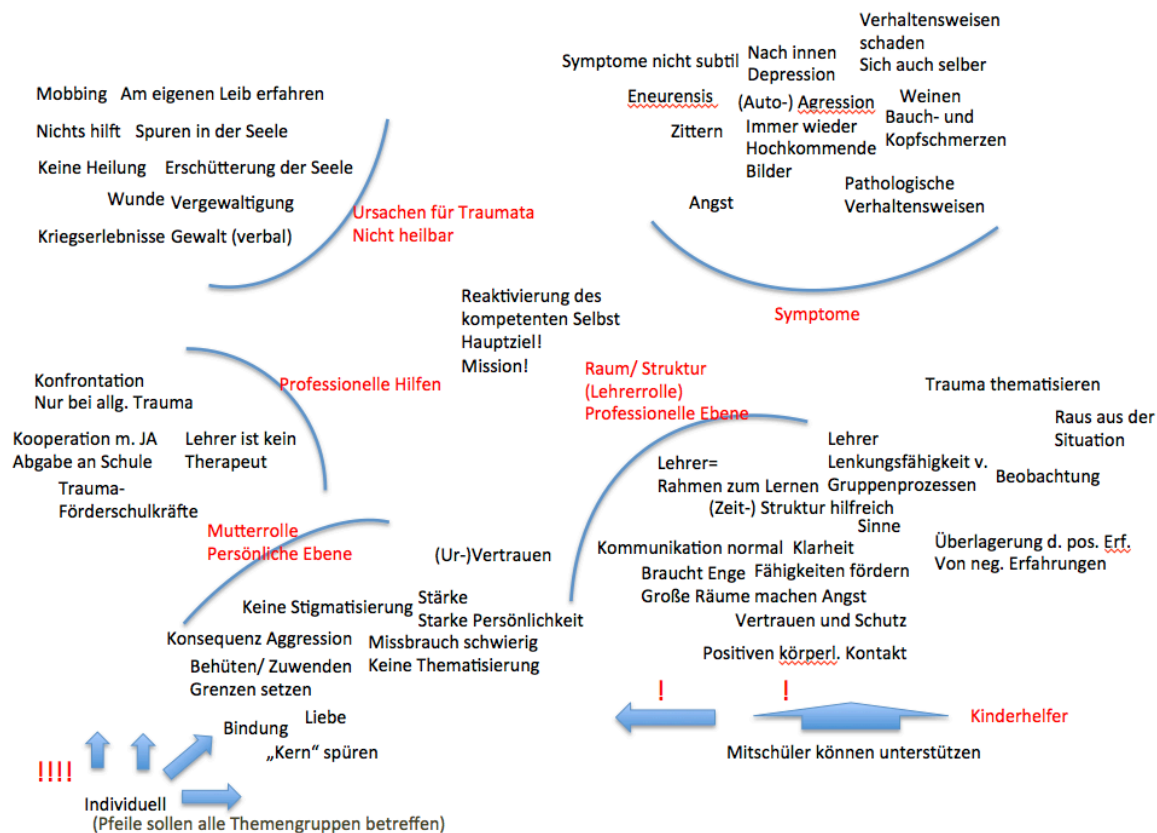 Mobbing Am eigenen Leib erfahren
Nichts hilft Spuren in der Seele
Keine Heilung Erschütterung der Seele
Wunde Vergewaltigung
Kriegserlebnisse Gewalt (verbal)
Ursachen für Traumata
Nicht heilbar
Verhaltensweisen
schaden
Sich auch selber
Symptome nicht subtil
Nach innen
Depression
Eneurensis
(Auto-) Agression
Weinen
Zittern
Immer wieder
Hochkommende
Bilder
Bauch- und
Kopfschmerzen
Angst
Pathologische
Verhaltensweisen
Symptome
Reaktivierung des
kompetenten Selbst
Hauptziel!
Mission!
Konfrontation
Nur bei allg. Trauma
Professionelle Hilfen
Kooperation m. JA
Abgabe an Schule
Lehrer ist kein
Therapeut
Trauma-
Förderschulkräfte
Raum/ Struktur
(Lehrerrolle)
Professionelle Ebene
Trauma thematisieren
Raus aus der
Situation
Lehrer
Lenkungsfähigkeit v.
Gruppenprozessen
Beobachtung
Lehrer=
Rahmen zum Lernen
(Zeit-) Struktur hilfreich
Sinne
Kommunikation normal Klarheit
Überlagerung d. pos. Erf.
Von neg. Erfahrungen
Braucht Enge Fähigkeiten fördern
Große Räume machen Angst
Vertrauen und Schutz
Positiven körperl. Kontakt
Mutterrolle
Persönliche Ebene
(Ur-)Vertrauen
Keine Stigmatisierung
Stärke
Starke Persönlichkeit
Konsequenz Aggression
Missbrauch schwierig
Keine Thematisierung
Behüten/ Zuwenden
Grenzen setzen
Bindung
Liebe
„Kern“ spüren
!!!!
Individuell
(Pfeile sollen alle Themengruppen betreffen)
! !
Kinderhelfer
Mitschüler können unterstützen